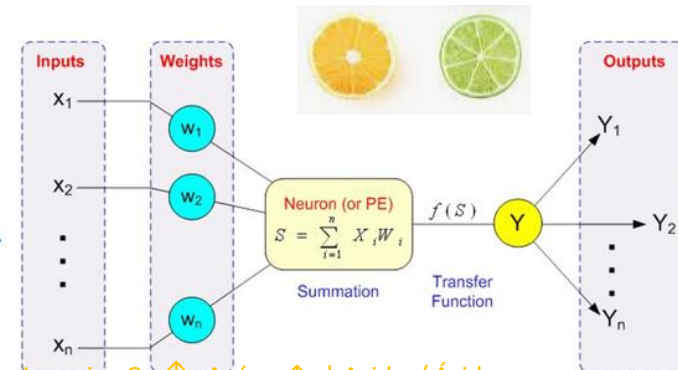 Inputs
Weights
Outputs
X1
X2
Xn
W1
W2
Wn
Neuron (or PE)
S = n∑i=1 XiWi
Summation
f(S)
Transfer
Function
Y
Y1
Y2
Yn